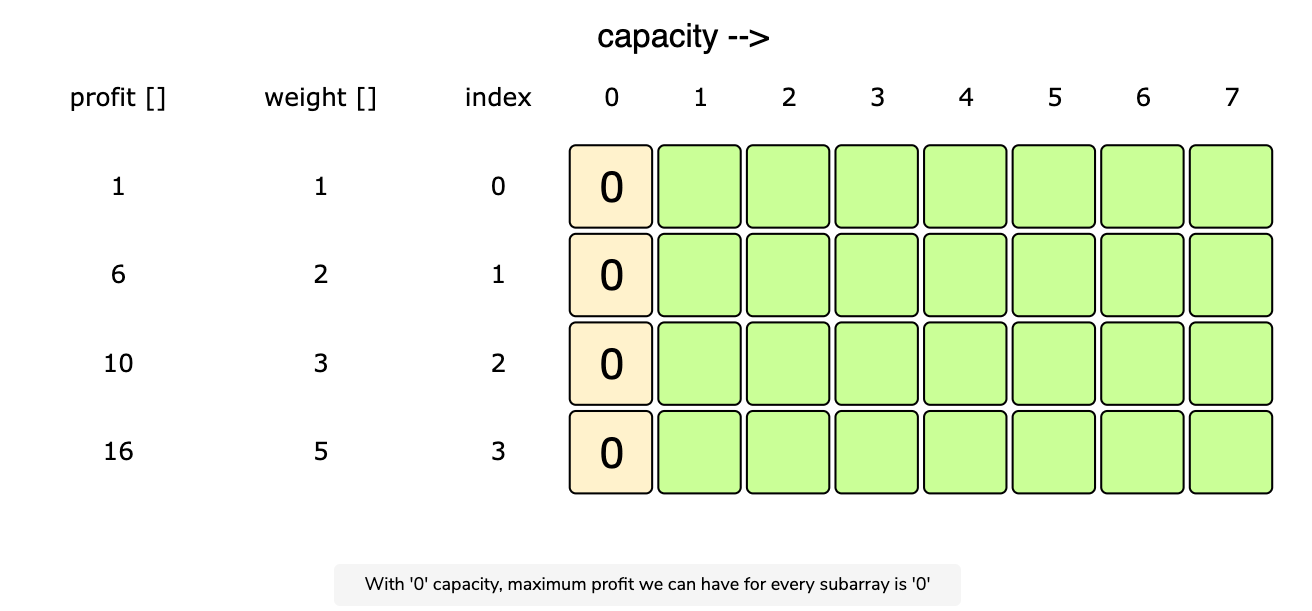 capacity -->
profit [] weight [] index 0 1 2 3 4 5 6 7
1 1 0 0
6 2 1 0
10 3 2 0
16 5 3 0
With '0' capacity, maximum profit we can have for every subarray is '0'